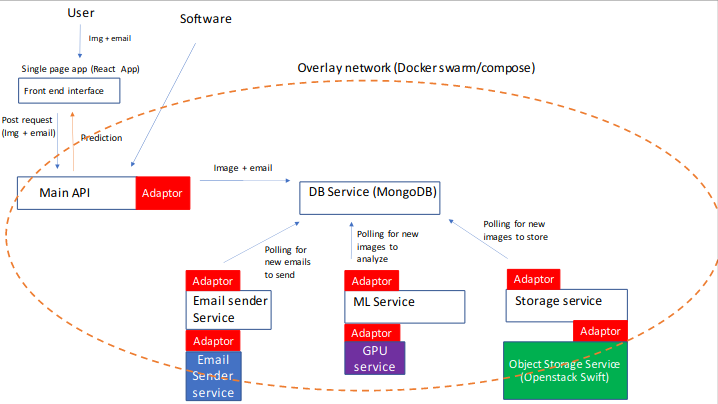 User
Software
Img + email
Single page app (React App)
Front end interface
Overlay network (Docker swarm/compose)
Post request
(Img + email)
Prediction
Main API
Adaptor
Image + email
DB Service (MongoDB)
Polling for
new emails
to send
Polling for new
images to
analyze
Polling for new
images to store
Adaptor
Email sender
Service
Adaptor
Email
Sender
service
Adaptor
ML Service
Adaptor
GPU
service
Adaptor
Storage service
Adaptor
Object Storage Service
(Openstack Swift)